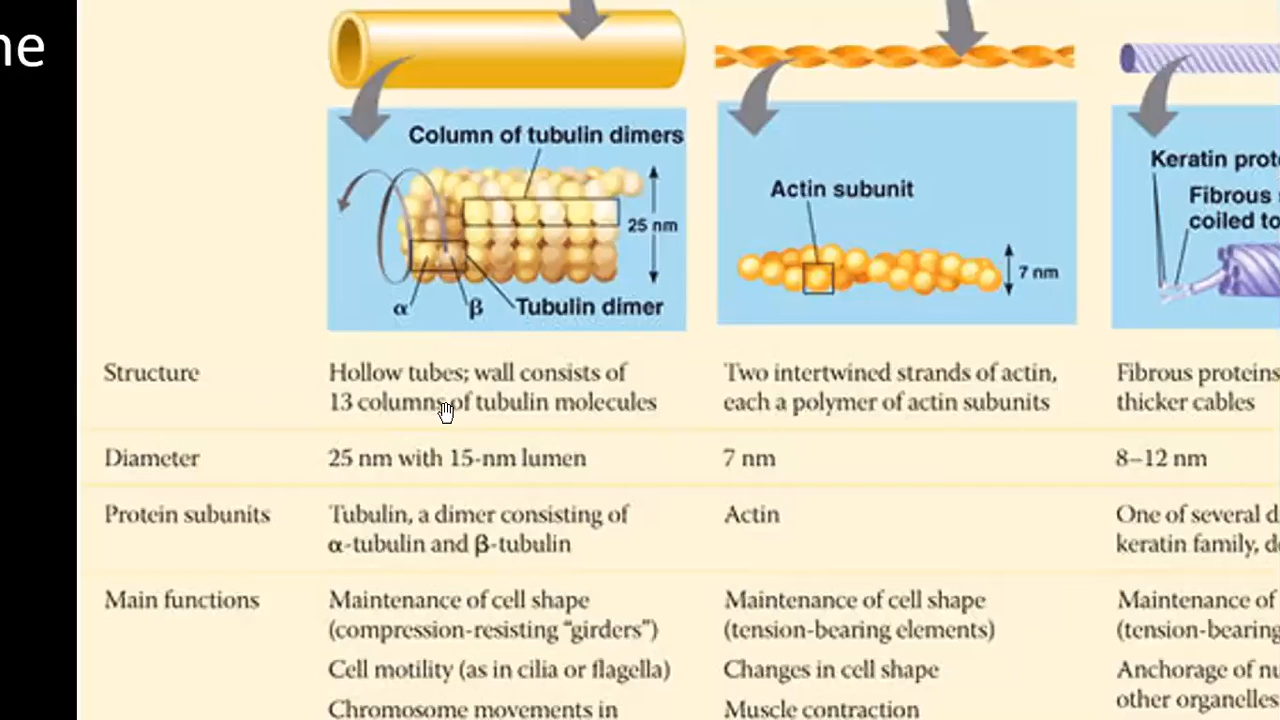 ne
Column of tubulin dimers
25 nm
α
β
Tubulin dimer
Actin subunit
7 nm
Keratin
Fibrous
coiled
Structure
Hollow tubes; wall consists of
13 columns of tubulin molecules
Two intertwined strands of actin,
each a polymer of actin subunits
Fibrous proteins
thicker cables
Diameter
25 nm with 15-nm lumen
7 nm
8–12 nm
Protein subunits
Tubulin, a dimer consisting of
α-tubulin and β-tubulin
Actin
One of several
keratin family,
Main functions
Maintenance of cell shape
(compression-resisting “girders”)
Cell motility (as in cilia or flagella)
Chromosome movements in
Maintenance of cell shape
(tension-bearing elements)
Changes in cell shape
Muscle contraction
Maintenance of
(tension-bearing
Anchorage of
other organelles